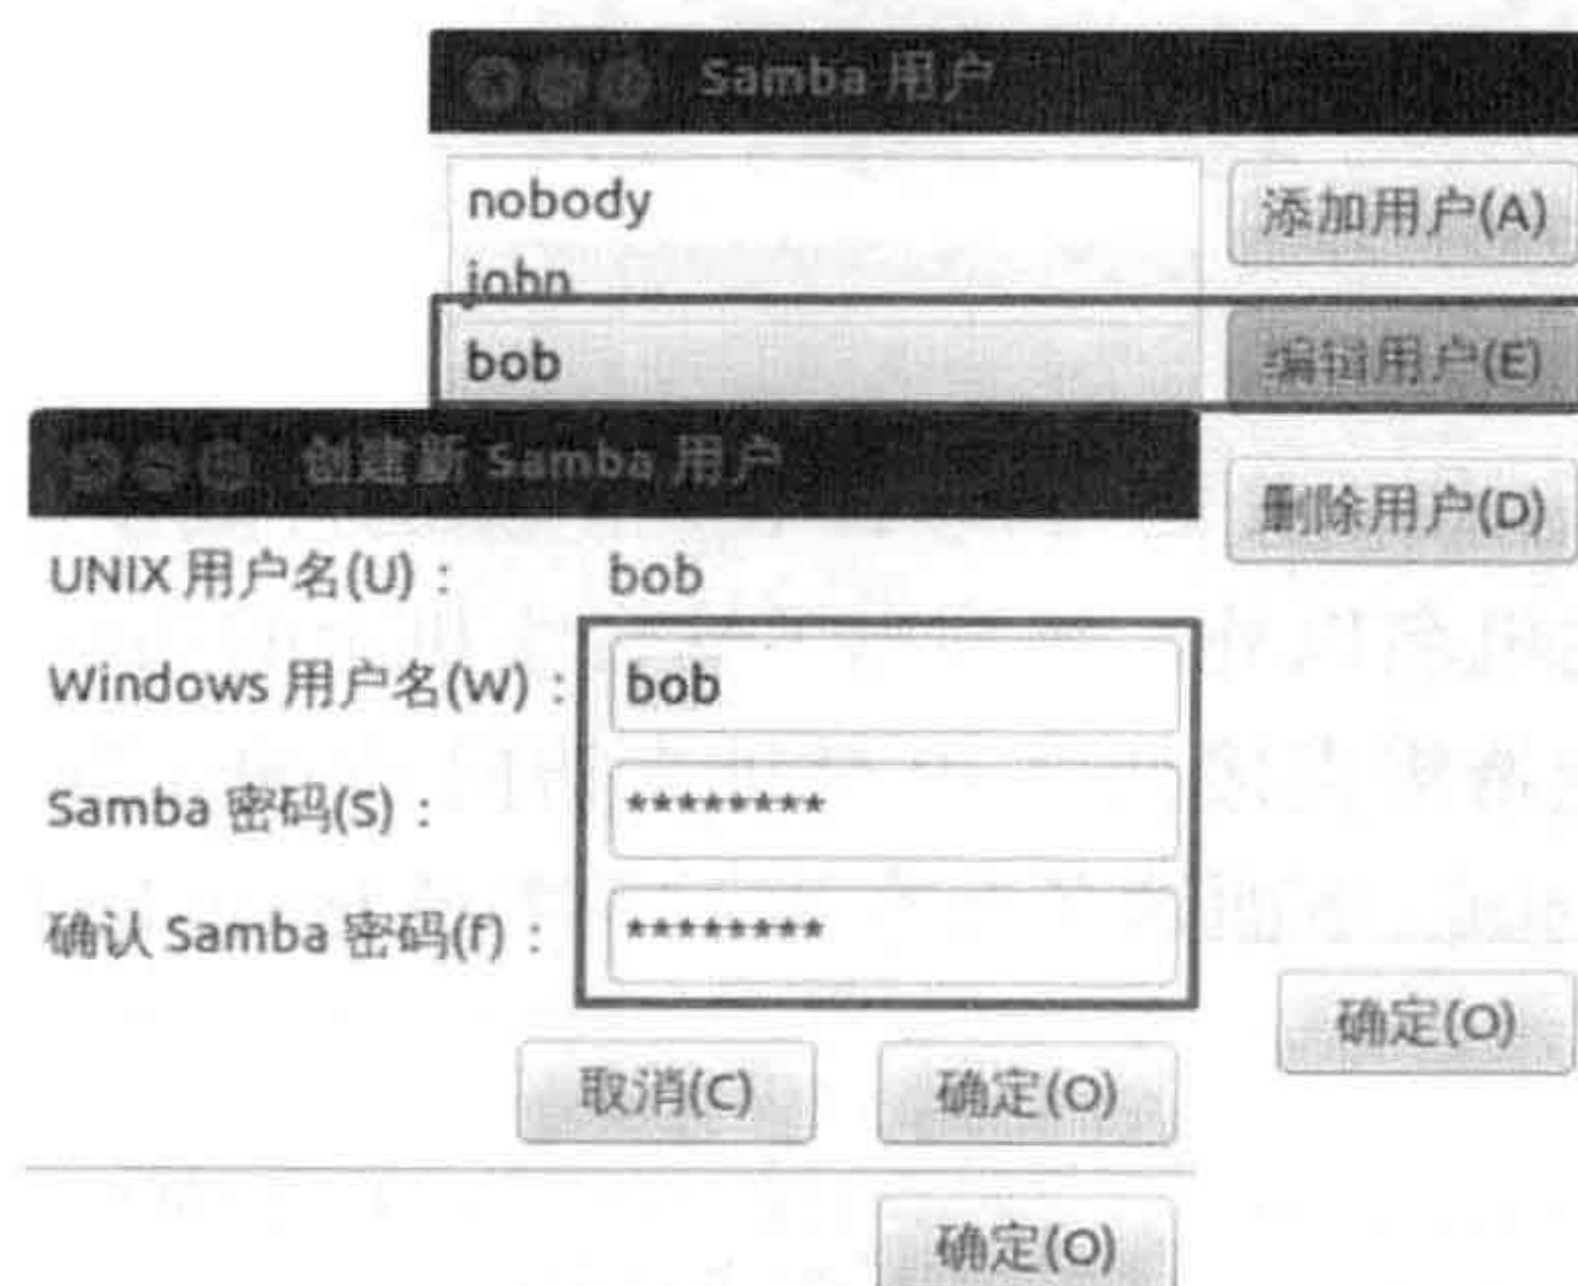 Samba 用户
nobody
添加用户(A)
john
bob
编辑用户(E)
创建新 Samba 用户
删除用户(D)
UNIX 用户名(U)：
bob
Windows 用户名(W)：
bob
Samba 密码(S)：
********
确认 Samba 密码(f)：
********
确定(O)
取消(C)
确定(O)
确定(O)